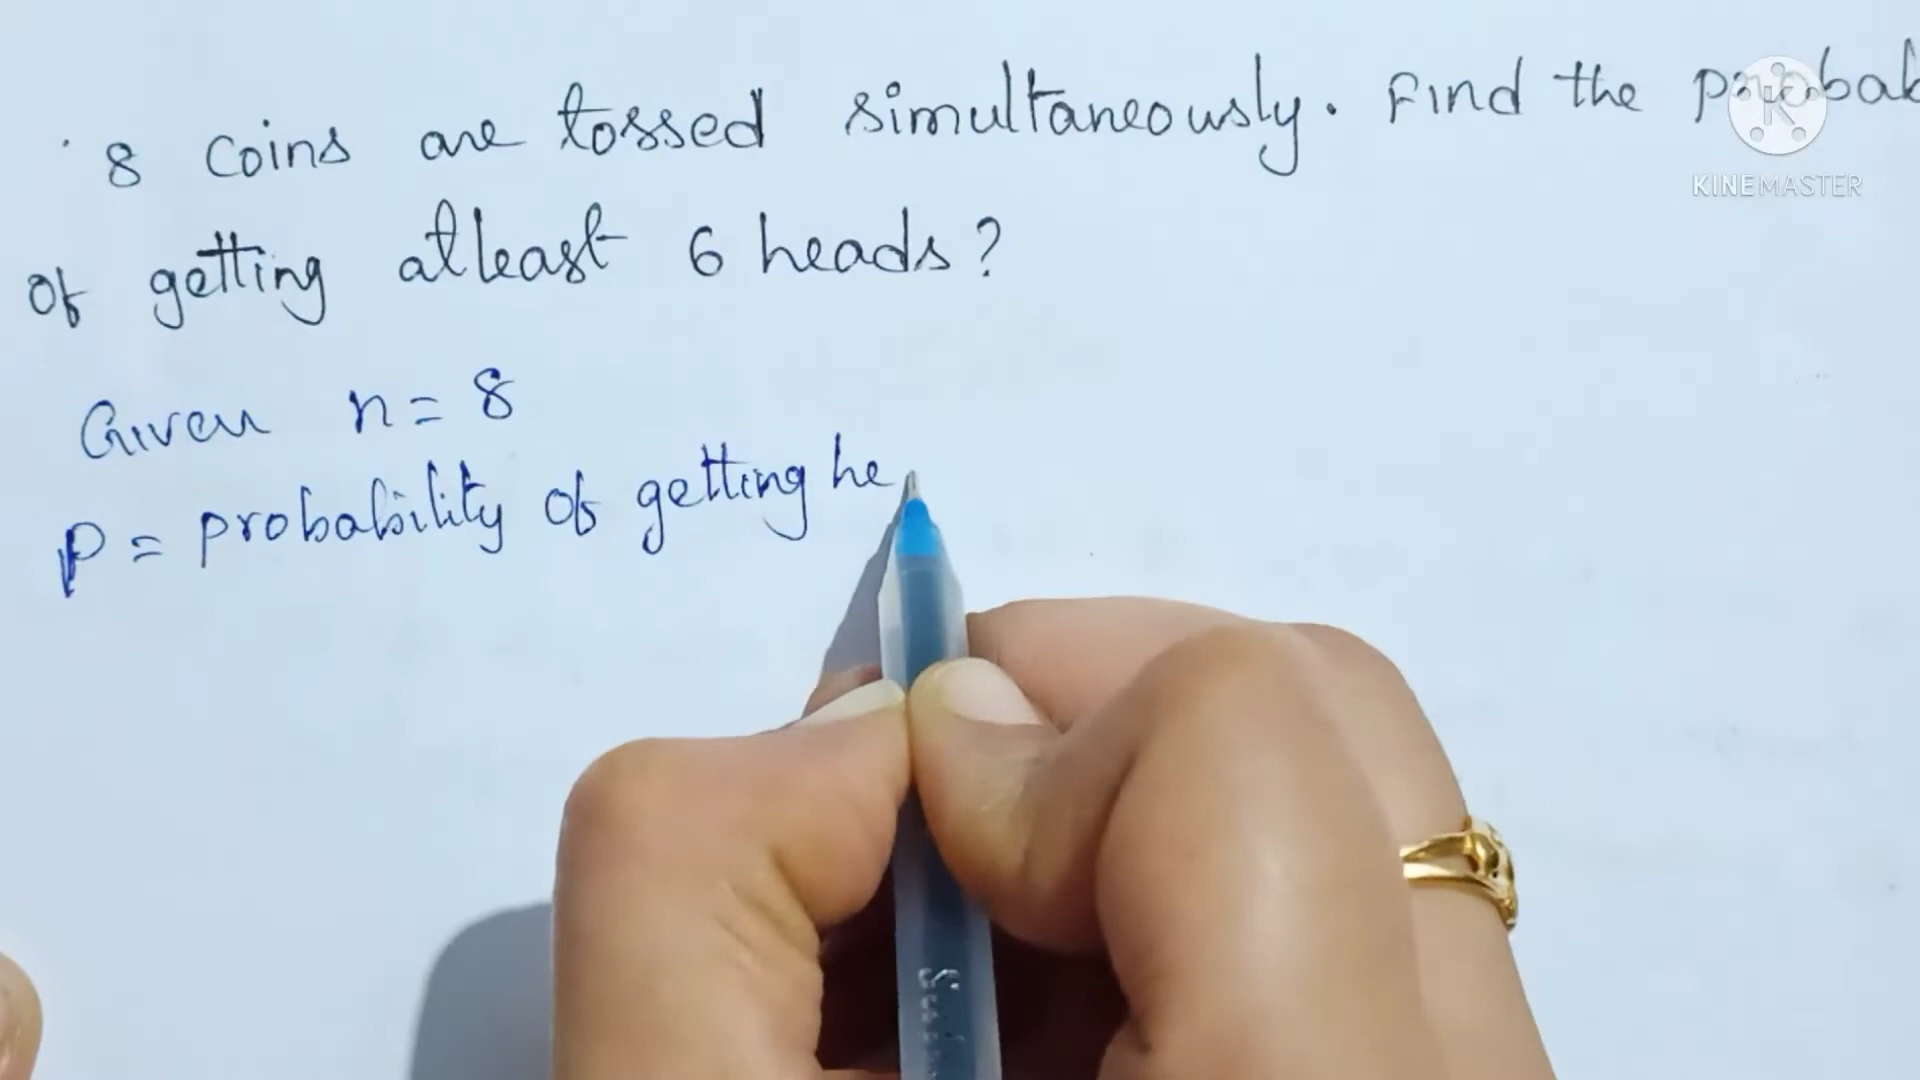 8 coins are tossed simultaneously. Find the probab
of getting atleast 6 heads?
Given n = 8
P = probability of getting he
KINEMASTER